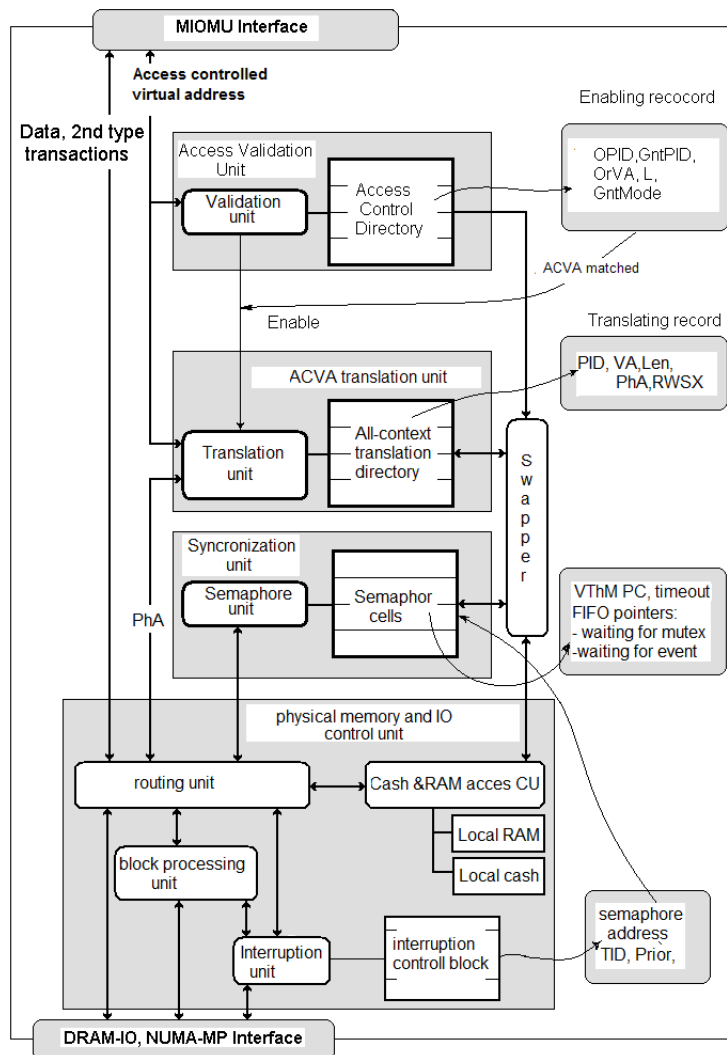 MIOMU Interface
Access controlled
virtual address
Data, 2nd type
transactions
Enabling recocord
OPID,GntPID,
OrVA, L,
GntMode
Access Validation
Unit
Validation
unit
Access
Control
Directory
ACVA matched
Enable
Translating record
PID, VA,Len,
PhA,RWSX
ACVA translation unit
Translation
unit
All-context
translation
directory
Swapper
Syncronization
unit
Semaphore
unit
Semaphor
cells
VThM PC, timeout
FIFO pointers:
- waiting for mutex
-waiting for event
PhA
physical memory and IO
control unit
routing unit
Cash &RAM acces CU
Local RAM
Local cash
block processing
unit
Interruption
unit
interruption
controll block
semaphore
address
TID, Prior,
DRAM-IO, NUMA-MP Interface